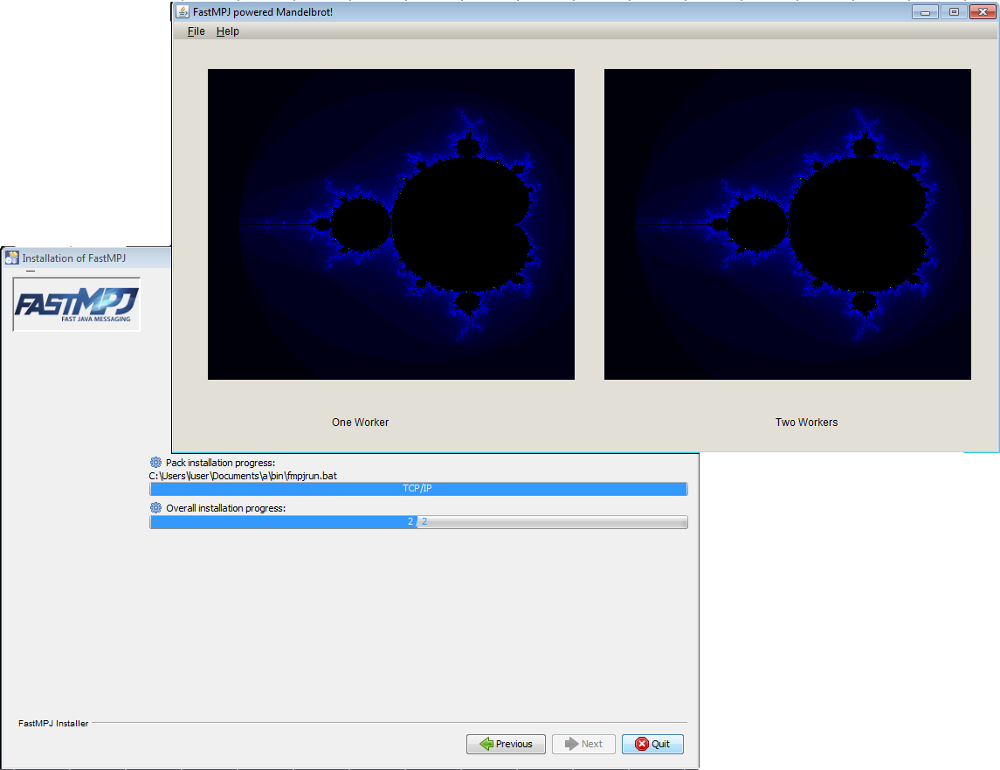 FastMPJ powered Mandelbrot!
File Help
One Worker
Two Workers
Installation of FastMPJ
FASTMPJ
FAST JAVA MESSAGING
Pack installation progress:
C:\Users\luser\Documents\a\bin\fmpjrun.bat
TCP/IP
Overall installation progress:
2 / 2
FastMPJ Installer
Previous Next Quit